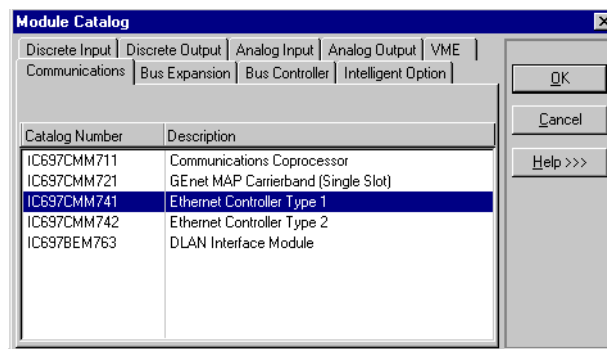 Module Catalog
Discrete Input Discrete Output Analog Input Analog Output VME
Communications Bus Expansion Bus Controller Intelligent Option
OK
Cancel
Help >>>
Catalog Number Description
IC697CMM711 Communications Coprocessor
IC697CMM721 GEnet MAP Carrierband (Single Slot)
IC697CMM741 Ethernet Controller Type 1
IC697CMM742 Ethernet Controller Type 2
IC697BEM763 DLAN Interface Module